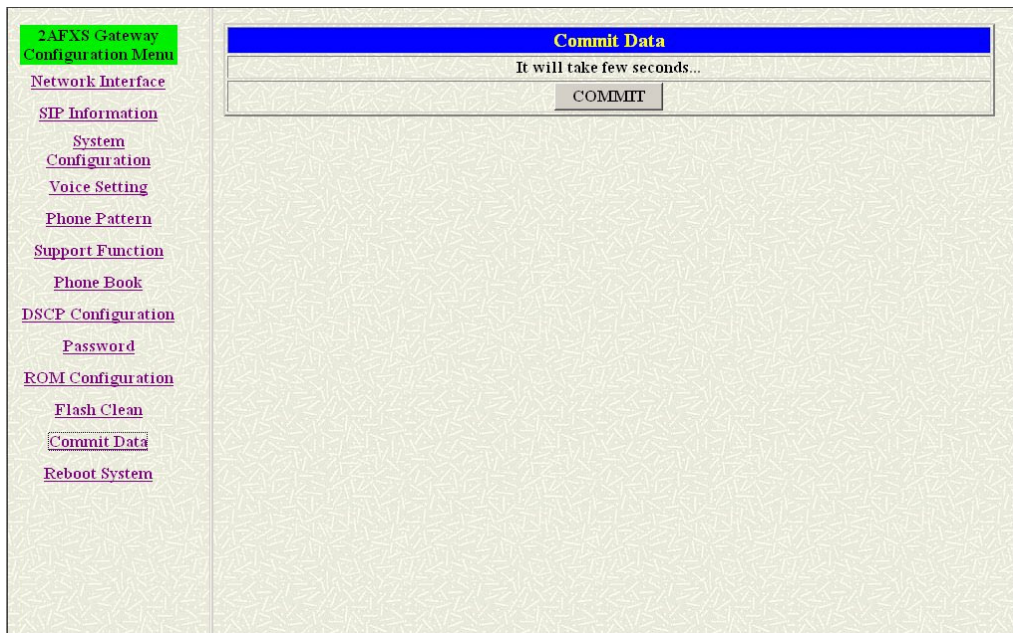 2AFXS Gateway
Configuration Menu
Network Interface
SIP Information
System
Configuration
Voice Setting
Phone Pattern
Support Function
Phone Book
DSCP Configuration
Password
ROM Configuration
Flash Clean
Commit Data
Reboot System
Commit Data
It will take few seconds...
COMMIT